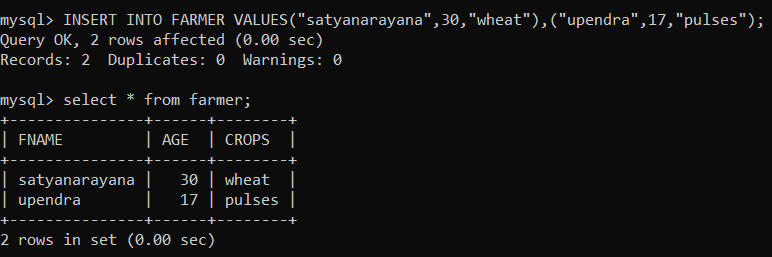 mysql> INSERT INTO FARMER VALUES("satyanarayana",30,"wheat"),("upendra",17,"pulses");
Query OK, 2 rows affected (0.00 sec)
Records: 2  Duplicates: 0  Warnings: 0

mysql> select * from farmer;
+---------------+------+--------+
| FNAME         | AGE  | CROPS  |
+---------------+------+--------+
| satyanarayana |   30 | wheat  |
| upendra       |   17 | pulses |
+---------------+------+--------+
2 rows in set (0.00 sec)